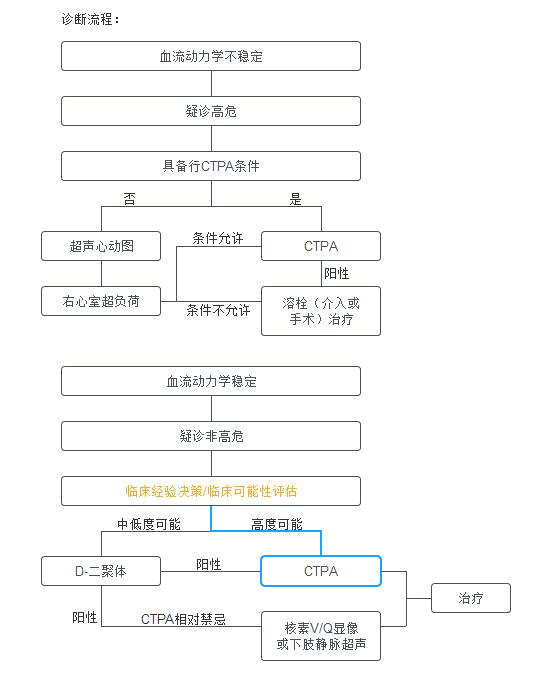 诊断流程：
血流动力学不稳定
疑诊高危
具备行CTPA条件
否
是
超声心动图
条件允许
CTPA
阳性
右心室超负荷
条件不允许
溶栓（介入或
手术）治疗
血流动力学稳定
疑诊非高危
临床经验决策/临床可能性评估
中低度可能
高度可能
D-二聚体
阳性
CTPA
治疗
阳性
CTPA相对禁忌
核素V/Q显像
或下肢静脉超声